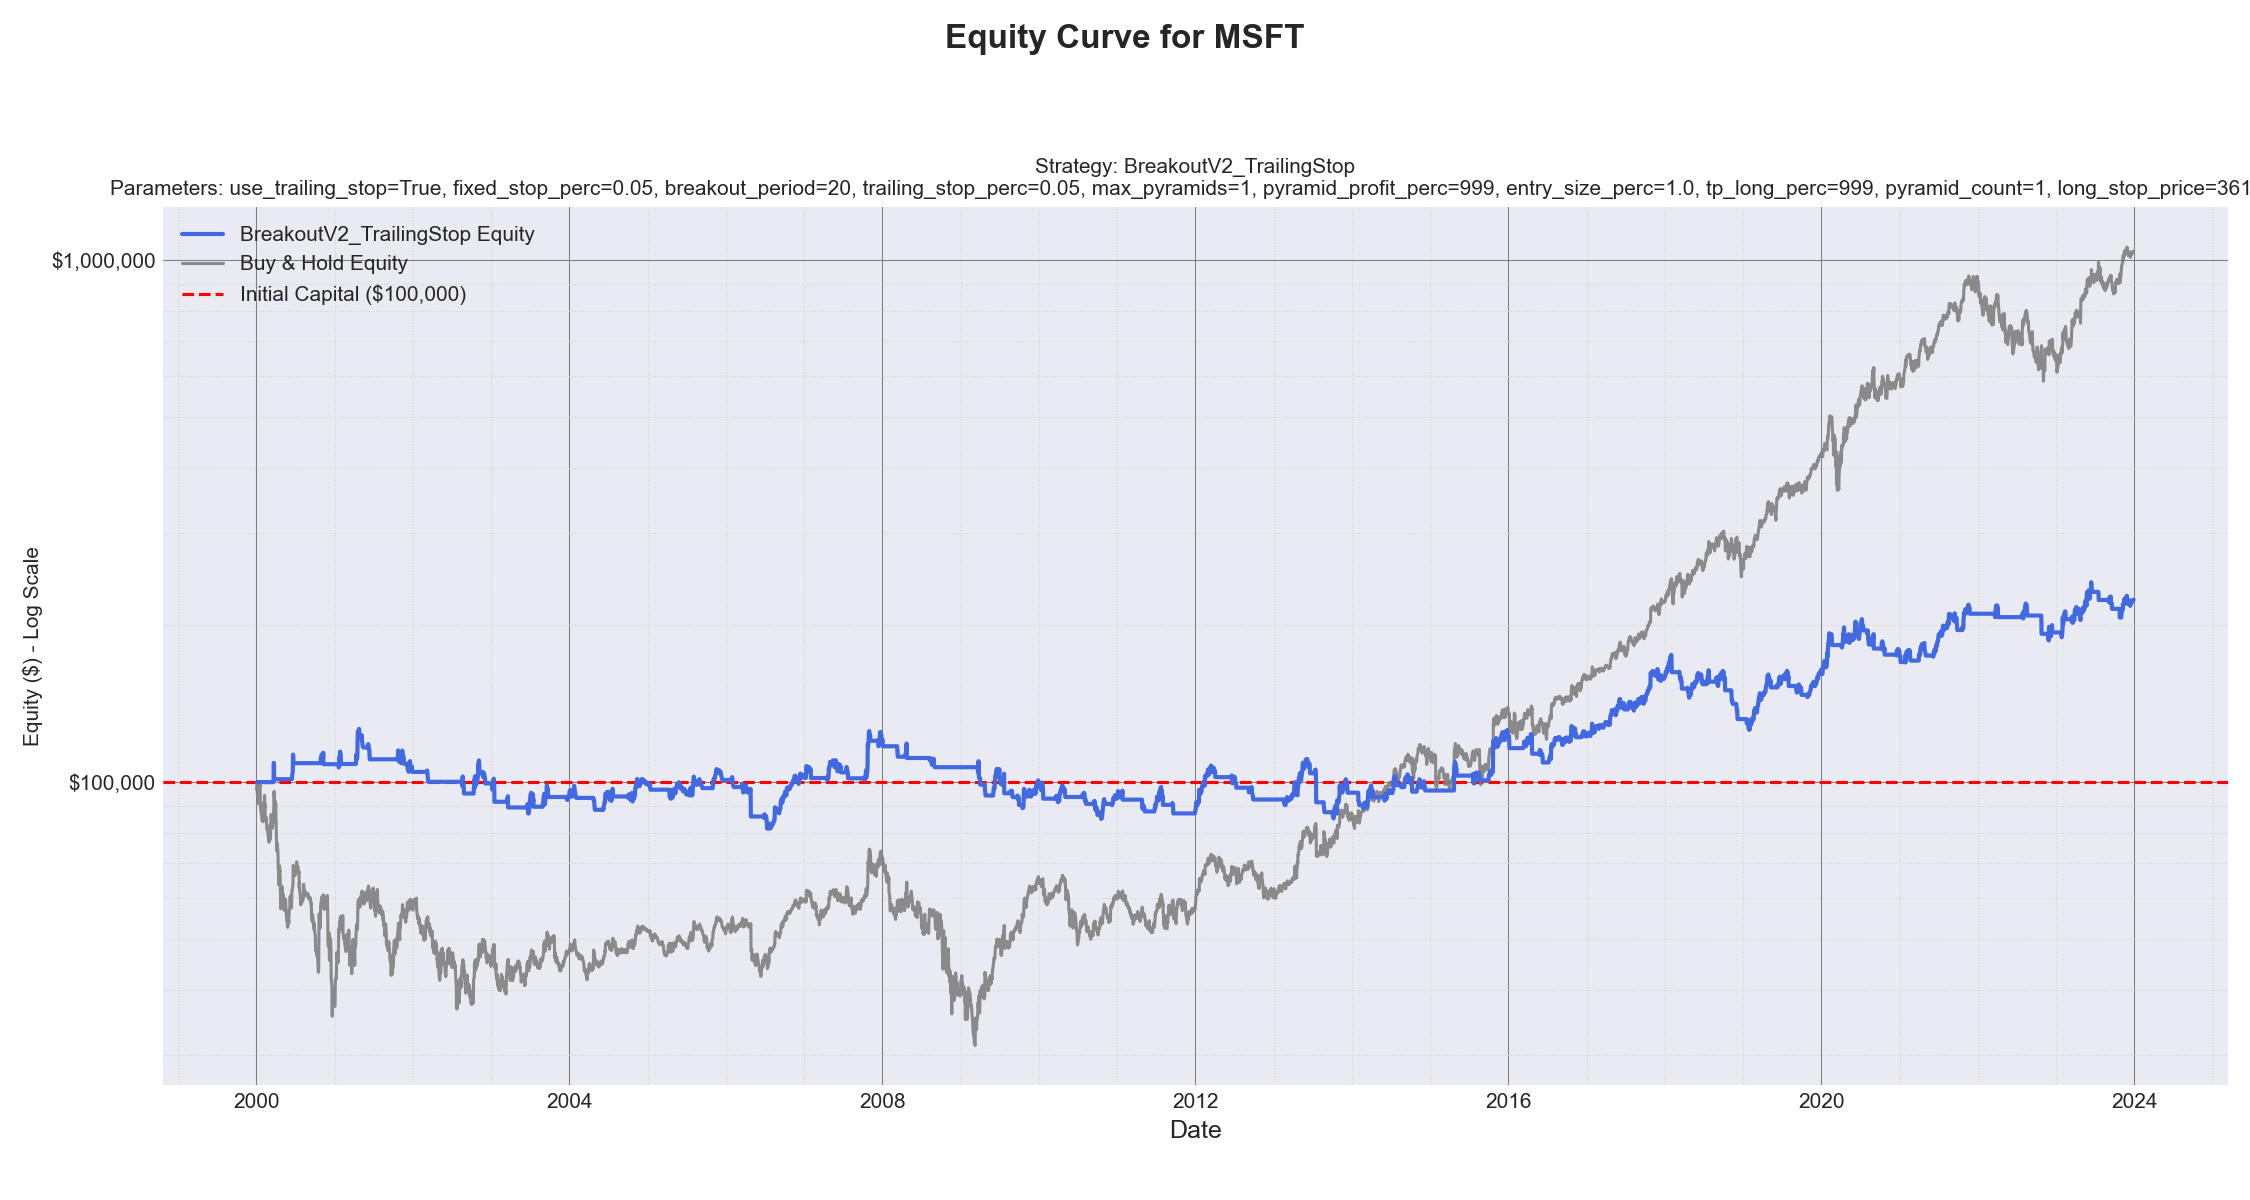 Equity Curve for MSFT
Strategy: BreakoutV2_TrailingStop
Parameters: use_trailing_stop=True, fixed_stop_perc=0.05, breakout_period=20, trailing_stop_perc=0.05, max_pyramids=1, pyramid_profit_perc=999, entry_size_perc=1.0, tp_long_perc=999, pyramid_count=1, long_stop_price=361
BreakoutV2_TrailingStop Equity
Buy & Hold Equity
Initial Capital ($100,000)
$1,000,000
$100,000
Equity ($) - Log Scale
2000 2004 2008 2012 2016 2020 2024
Date